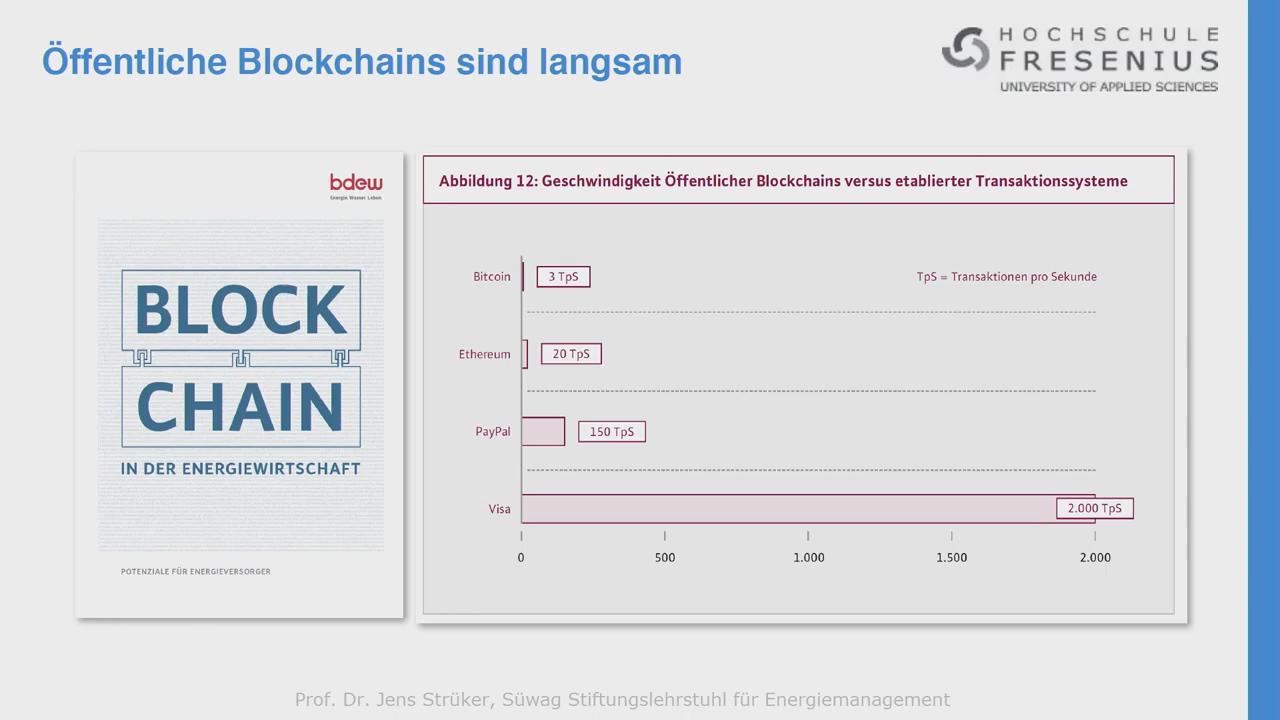 Öffentliche Blockchains sind langsam
HOCHSCHULE
FRESENIUS
UNIVERSITY OF APPLIED SCIENCES
bdew
Energie. Wasser. Leben.
BLOCK
CHAIN
IN DER ENERGIEWIRTSCHAFT
POTENZIALE FÜR ENERGIEVERSORGER
Abbildung 12: Geschwindigkeit Öffentlicher Blockchains versus etablierter Transaktionssysteme
Bitcoin 3 TpS TpS = Transaktionen pro Sekunde
Ethereum 20 TpS
PayPal 150 TpS
Visa 2.000 TpS
0 500 1.000 1.500 2.000
Prof. Dr. Jens Strüker, Süwag Stiftungslehrstuhl für Energiemanagement